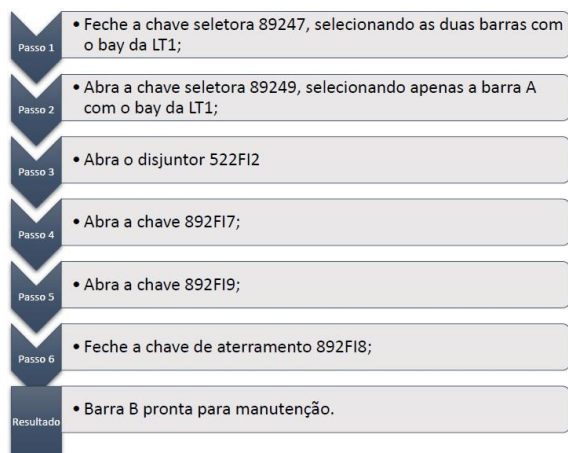 Passo 1
• Feche a chave seletora 89247, selecionando as duas barras com
o bay da LT1;
Passo 2
• Abra a chave seletora 89249, selecionando apenas a barra A
com o bay da LT1;
Passo 3
• Abra o disjuntor 522FI2
Passo 4
• Abra a chave 892FI7;
Passo 5
• Abra a chave 892FI9;
Passo 6
• Feche a chave de aterramento 892FI8;
Resultado
• Barra B pronta para manutenção.